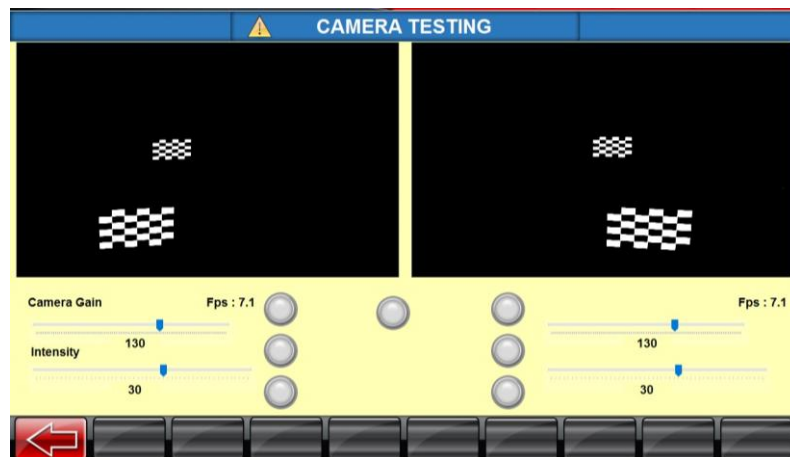 CAMERA TESTING
Camera Gain Fps : 7.1 Fps : 7.1
130 130
Intensity
30 30